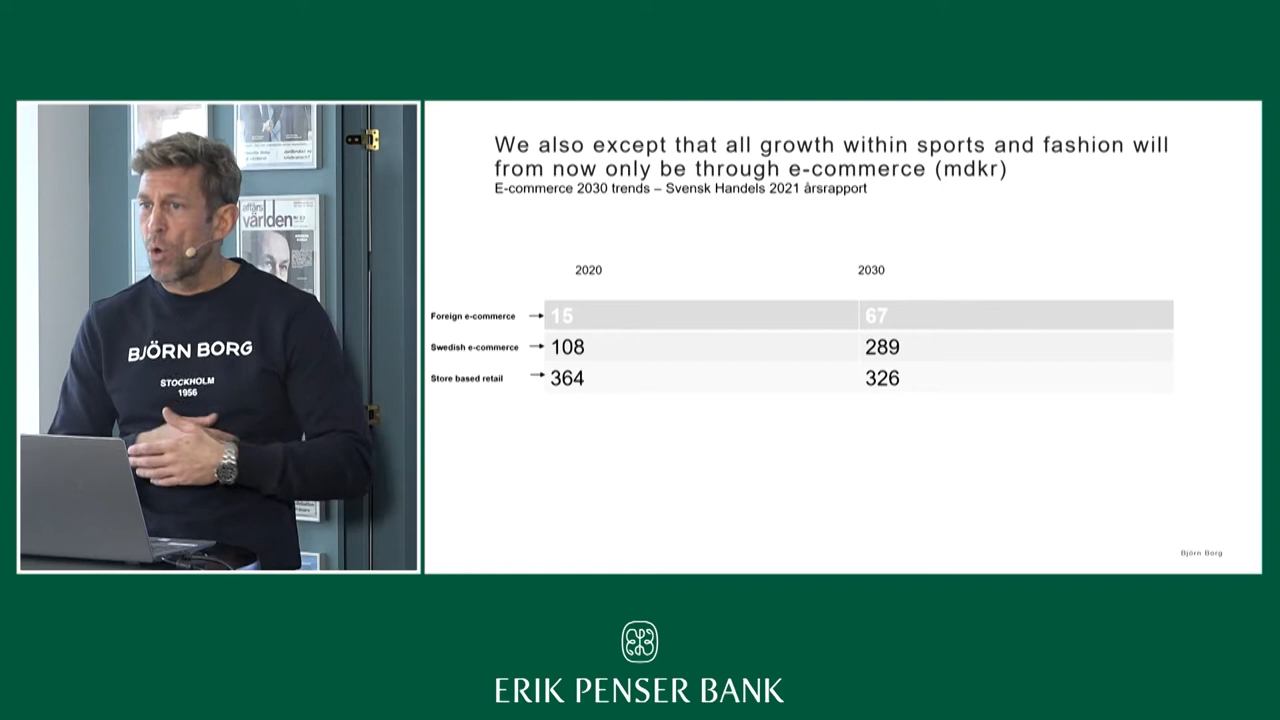 affärs
världen
BJÖRN BORG
STOCKHOLM
1956
We also except that all growth within sports and fashion will
from now only be through e-commerce (mdkr)
E-commerce 2030 trends – Svensk Handels 2021 årsrapport
2020 2030
Foreign e-commerce 15 67
Swedish e-commerce 108 289
Store based retail 364 326
Björn Borg
ERIK PENSER BANK